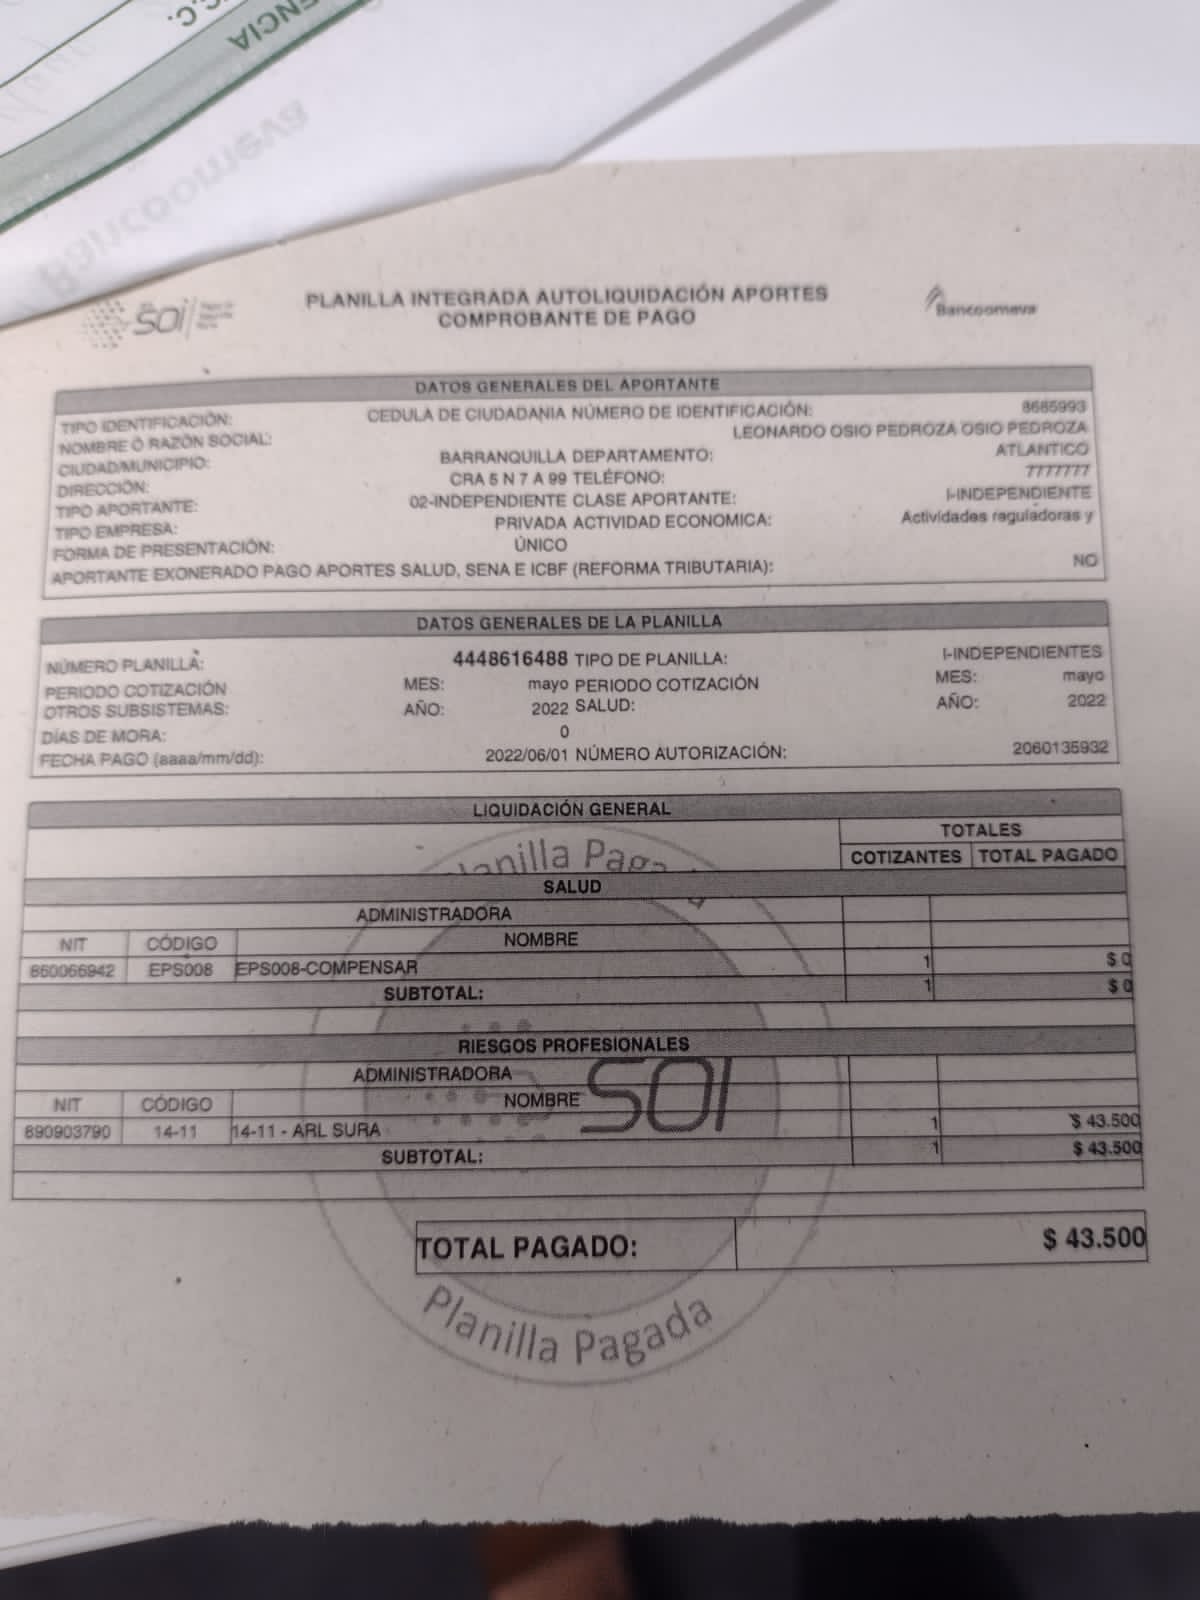 C.C.
ENCIA
Bancoomeva
soi
PLANILLA INTEGRADA AUTOLIQUIDACIÓN APORTES
COMPROBANTE DE PAGO
Bancoomeva
DATOS GENERALES DEL APORTANTE
TIPO IDENTIFICACIÓN: CEDULA DE CIUDADANIA NÚMERO DE IDENTIFICACIÓN: 8685993
NOMBRE O RAZÓN SOCIAL: LEONARDO OSIO PEDROZA OSIO PEDROZA
CIUDAD/MUNICIPIO: BARRANQUILLA DEPARTAMENTO: ATLANTICO
DIRECCIÓN: CRA 5 N 7 A 99 TELÉFONO: 7777777
TIPO APORTANTE: 02-INDEPENDIENTE CLASE APORTANTE: I-INDEPENDIENTE
TIPO EMPRESA: PRIVADA ACTIVIDAD ECONOMICA: Actividades reguladoras y
FORMA DE PRESENTACIÓN: ÚNICO
APORTANTE EXONERADO PAGO APORTES SALUD, SENA E ICBF (REFORMA TRIBUTARIA): NO
DATOS GENERALES DE LA PLANILLA
NÚMERO PLANILLA: 4448616488 TIPO DE PLANILLA: I-INDEPENDIENTES
PERIODO COTIZACIÓN MES: mayo PERIODO COTIZACIÓN MES: mayo
OTROS SUBSISTEMAS: AÑO: 2022 SALUD: AÑO: 2022
DÍAS DE MORA: 0
FECHA PAGO (aaaa/mm/dd): 2022/06/01 NÚMERO AUTORIZACIÓN: 2060135932
LIQUIDACIÓN GENERAL
TOTALES
COTIZANTES TOTAL PAGADO
Planilla Pagada
SALUD
ADMINISTRADORA
NIT CÓDIGO NOMBRE
860066942 EPS008 EPS008-COMPENSAR 1 $ 0
SUBTOTAL: 1 $ 0
RIESGOS PROFESIONALES
ADMINISTRADORA
NIT CÓDIGO NOMBRE
SOI
890903790 14-11 14-11 - ARL SURA 1 $ 43.500
SUBTOTAL: 1 $ 43.500
TOTAL PAGADO: $ 43.500
Planilla Pagada